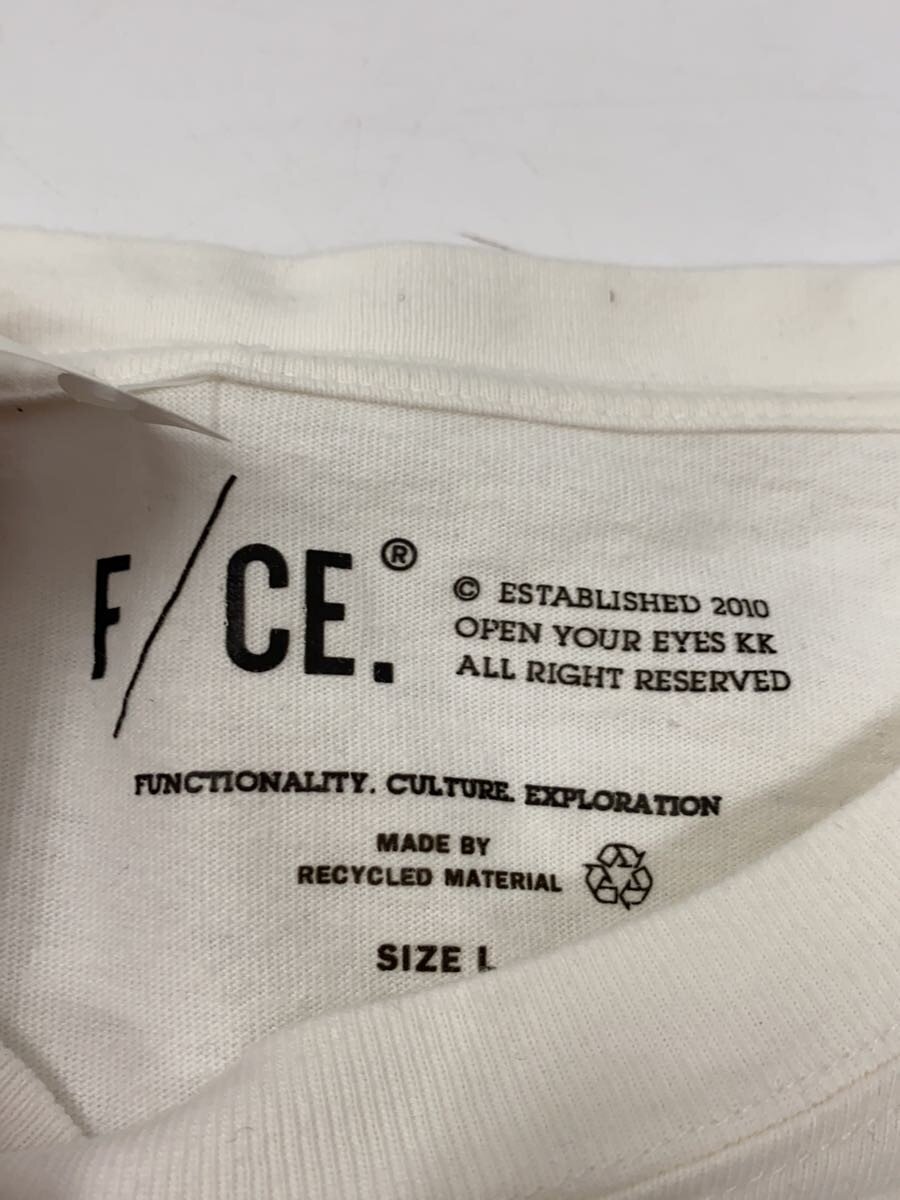 F/CE.®
© ESTABLISHED 2010
OPEN YOUR EYES KK
ALL RIGHT RESERVED
FUNCTIONALITY. CULTURE. EXPLORATION
MADE BY
RECYCLED MATERIAL
SIZE L